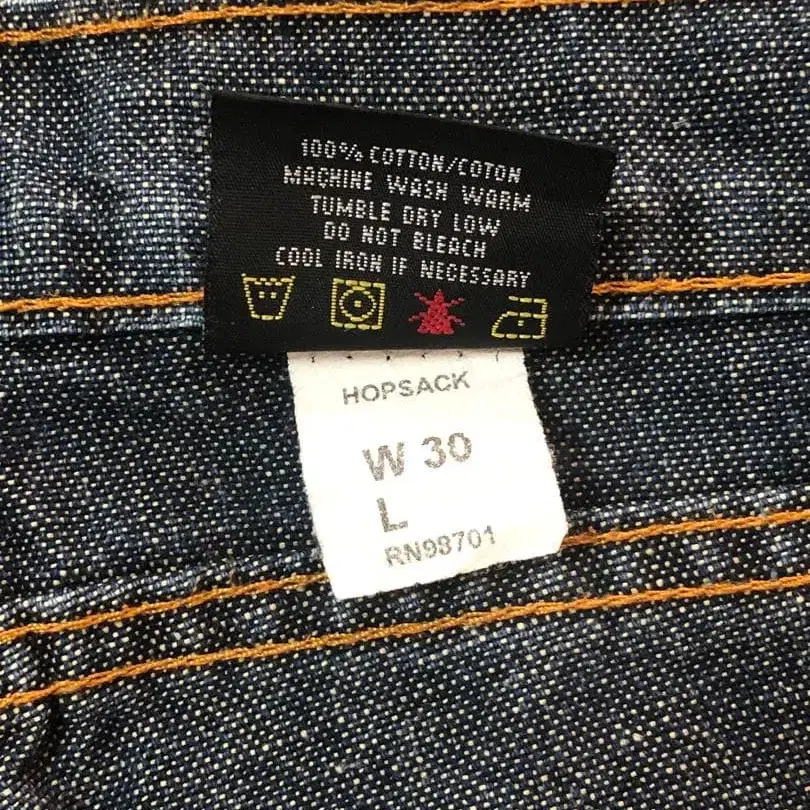 100% COTTON/COTON
MACHINE WASH WARM
TUMBLE DRY LOW
DO NOT BLEACH
COOL IRON IF NECESSARY
HOPSACK
W 30
L
RN98701